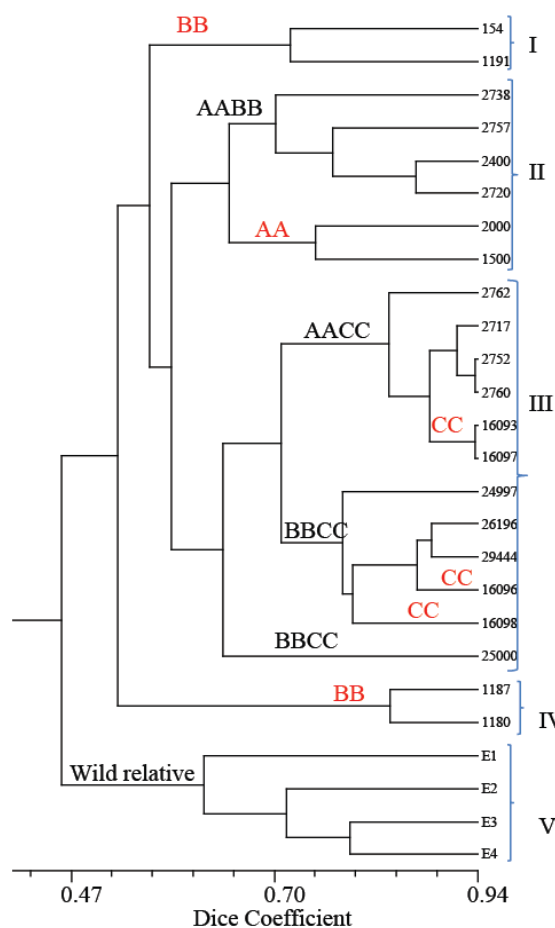 BB
154
I
1191
2738
AABB
2757
2400
II
2720
AA
2000
1500
2762
2717
AACC
2752
2760
III
CC
16093
16097
24997
26196
BBCC
29444
CC
16096
CC
16098
BBCC
25000
BB
1187
IV
1180
E1
Wild relative
E2
E3
V
E4
0.47 0.70 0.94
Dice Coefficient